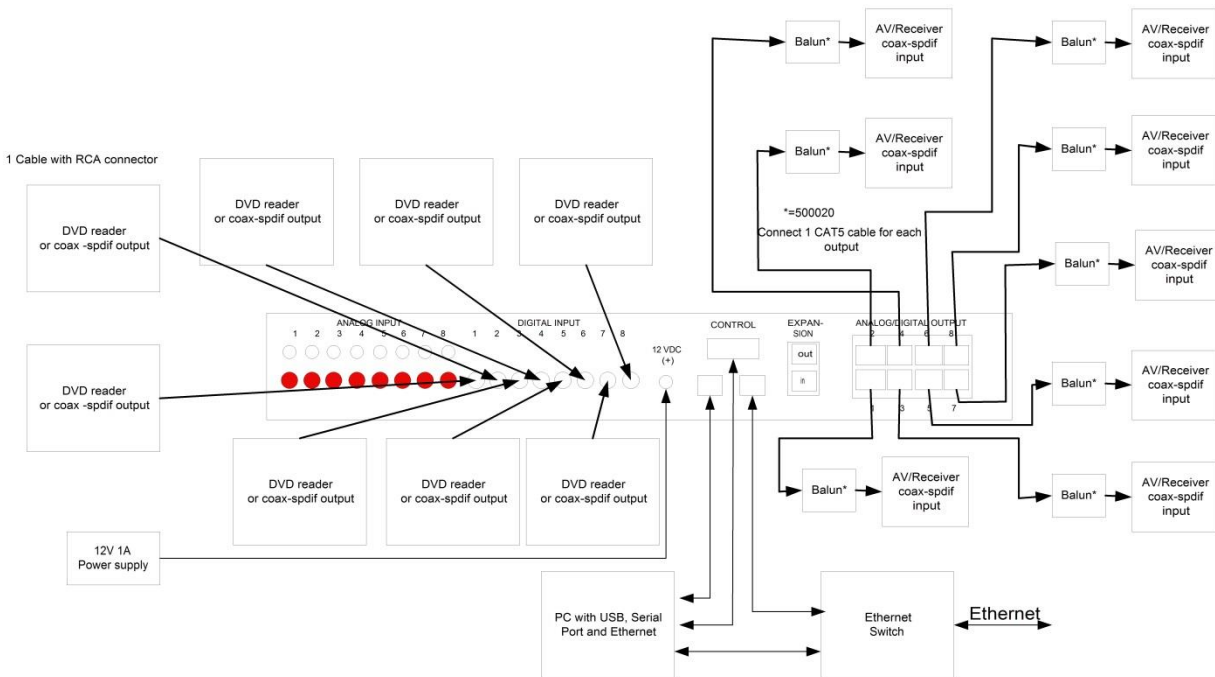 Balun*
AV/Receiver
coax-spdif
input
Balun*
AV/Receiver
coax-spdif
input
Balun*
AV/Receiver
coax-spdif
input
Balun*
AV/Receiver
coax-spdif
input
1 Cable with RCA connector
DVD reader
or coax -spdif output
DVD reader
or coax-spdif output
DVD reader
or coax-spdif output
DVD reader
or coax-spdif output
*=500020
Connect 1 CAT5 cable for each
output
Balun*
AV/Receiver
coax-spdif
input
ANALOG INPUT
1 2 3 4 5 6 7 8
DIGITAL INPUT
1 2 3 4 5 6 7 8
12 VDC
(+)
CONTROL
EXPAN-
SION
out
in
ANALOG/DIGITAL OUTPUT
2 4 6 8
1 3 5 7
DVD reader
or coax -spdif output
Balun*
AV/Receiver
coax-spdif
input
DVD reader
or coax-spdif output
DVD reader
or coax-spdif output
DVD reader
or coax-spdif output
Balun*
AV/Receiver
coax-spdif
input
Balun*
AV/Receiver
coax-spdif
input
12V 1A
Power supply
PC with USB, Serial
Port and Ethernet
Ethernet
Switch
Ethernet